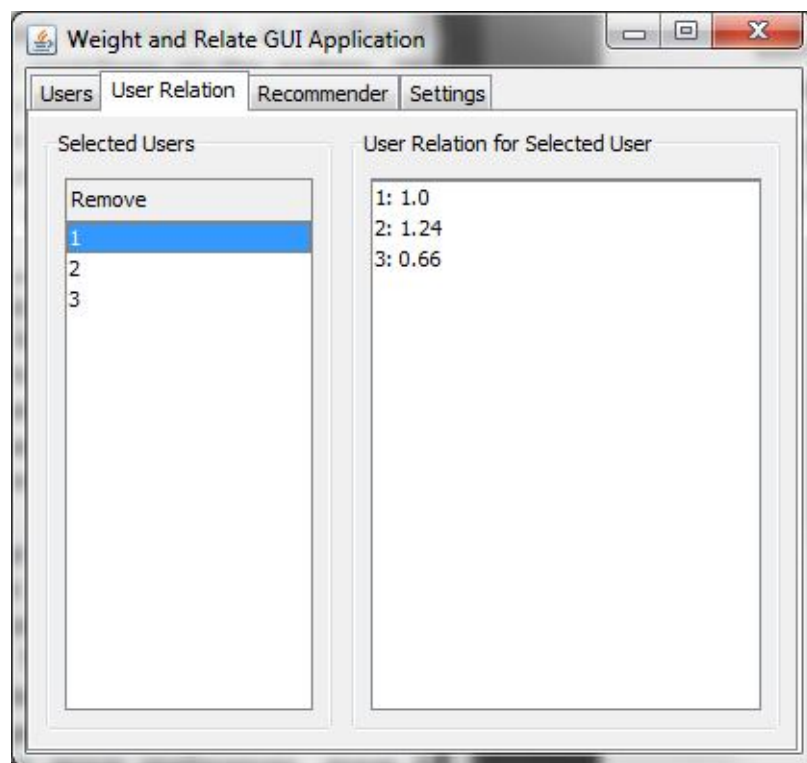 Weight and Relate GUI Application
Users User Relation Recommender Settings
Selected Users
Remove
1
2
3
User Relation for Selected User
1: 1.0
2: 1.24
3: 0.66